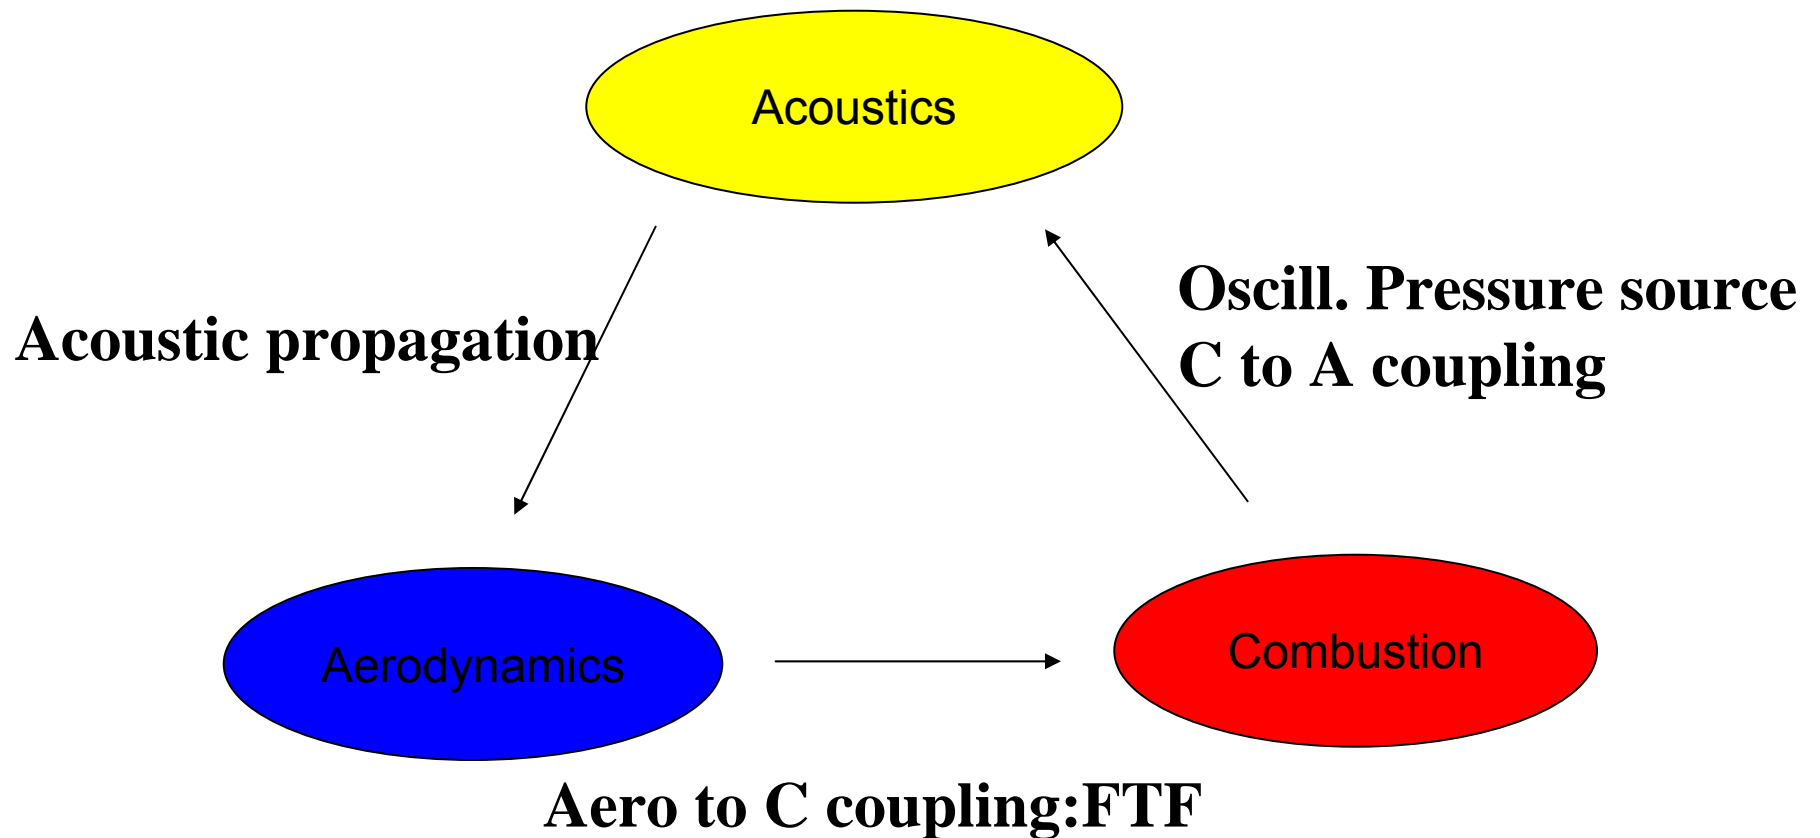 Acoustics
Acoustic propagation
Oscill. Pressure source
C to A coupling
Aerodynamics
Combustion
Aero to C coupling:FTF